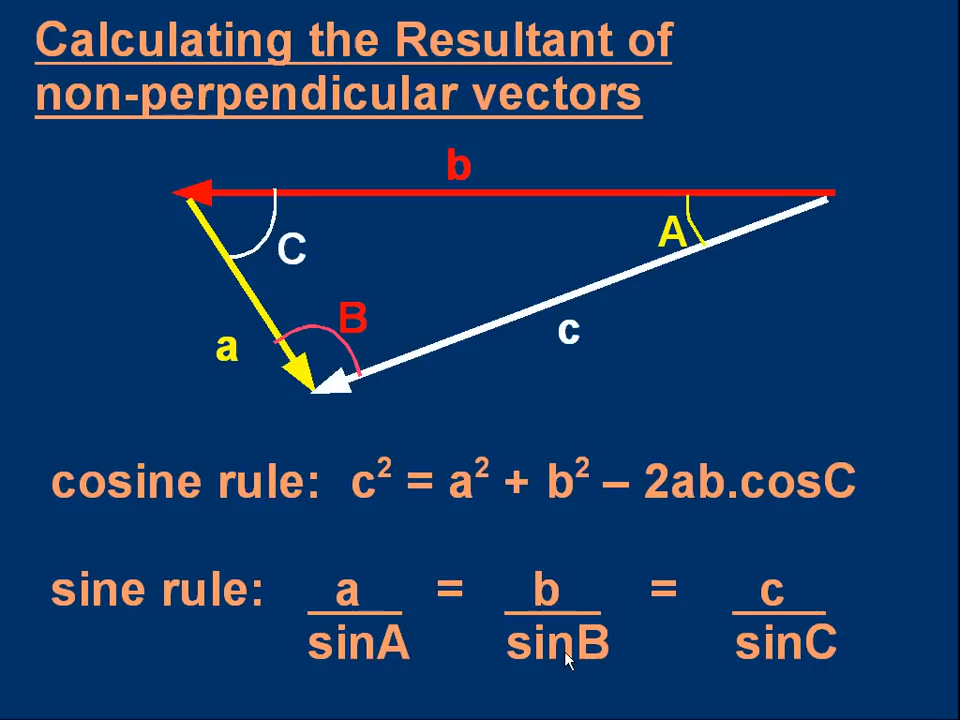 Calculating the Resultant of
non-perpendicular vectors
b
C
A
B
a
c
cosine rule: c² = a² + b² – 2ab.cosC
sine rule: a = b = c
sinA sinB sinC